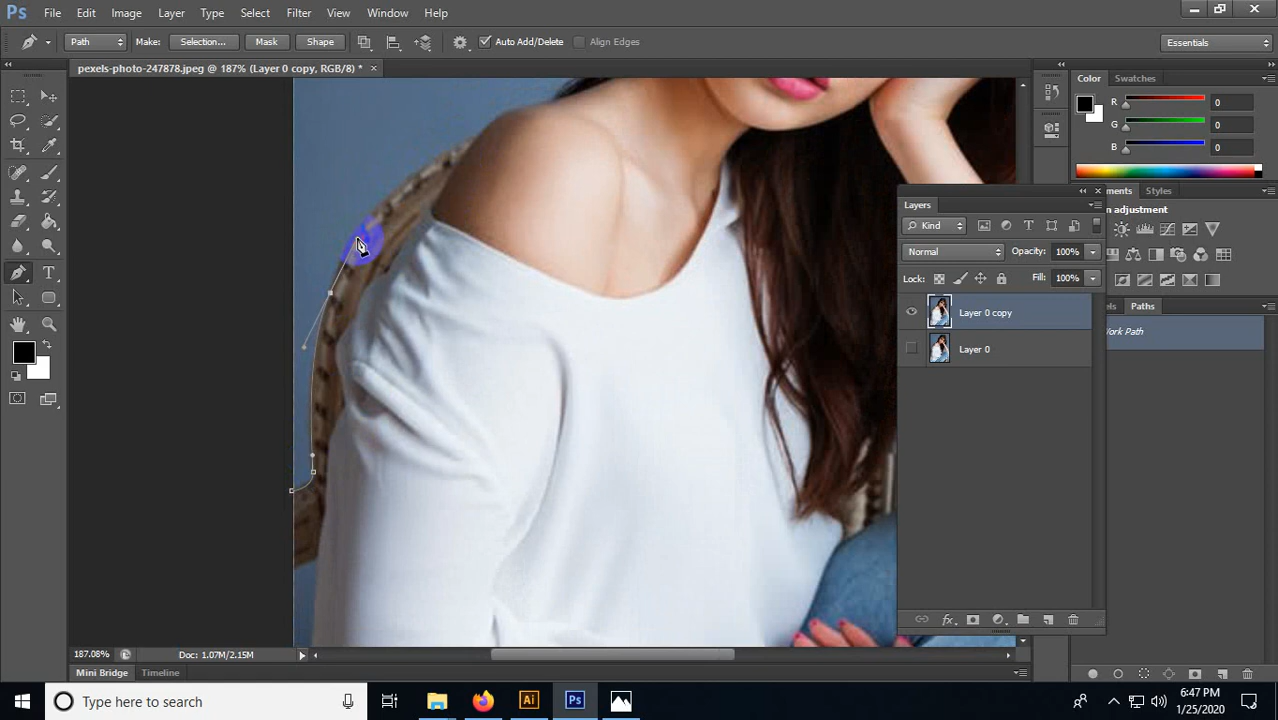 Ps File Edit Image Layer Type Select Filter View Window Help
Path Make: Selection... Mask Shape Auto Add/Delete Align Edges Essentials
pexels-photo-247878.jpeg @ 187% (Layer 0 copy, RGB/8) * ×
Color Swatches
R 0
G 0
B 0
ments Styles
n adjustment
Layers
Kind
Normal Opacity: 100%
Lock: Fill: 100%
els Paths
Layer 0 copy
ork Path
Layer 0
T
187.08% Doc: 1.07M/2.15M
fx
Mini Bridge Timeline
Type here to search
Ai Ps
6:47 PM
1/25/2020